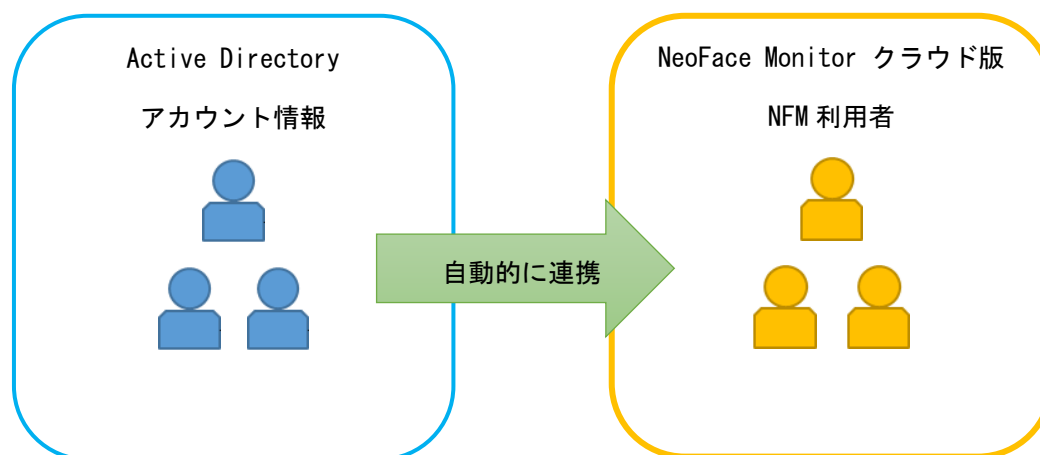 Active Directory
アカウント情報
自動的に連携
NeoFace Monitor クラウド版
NFM 利用者